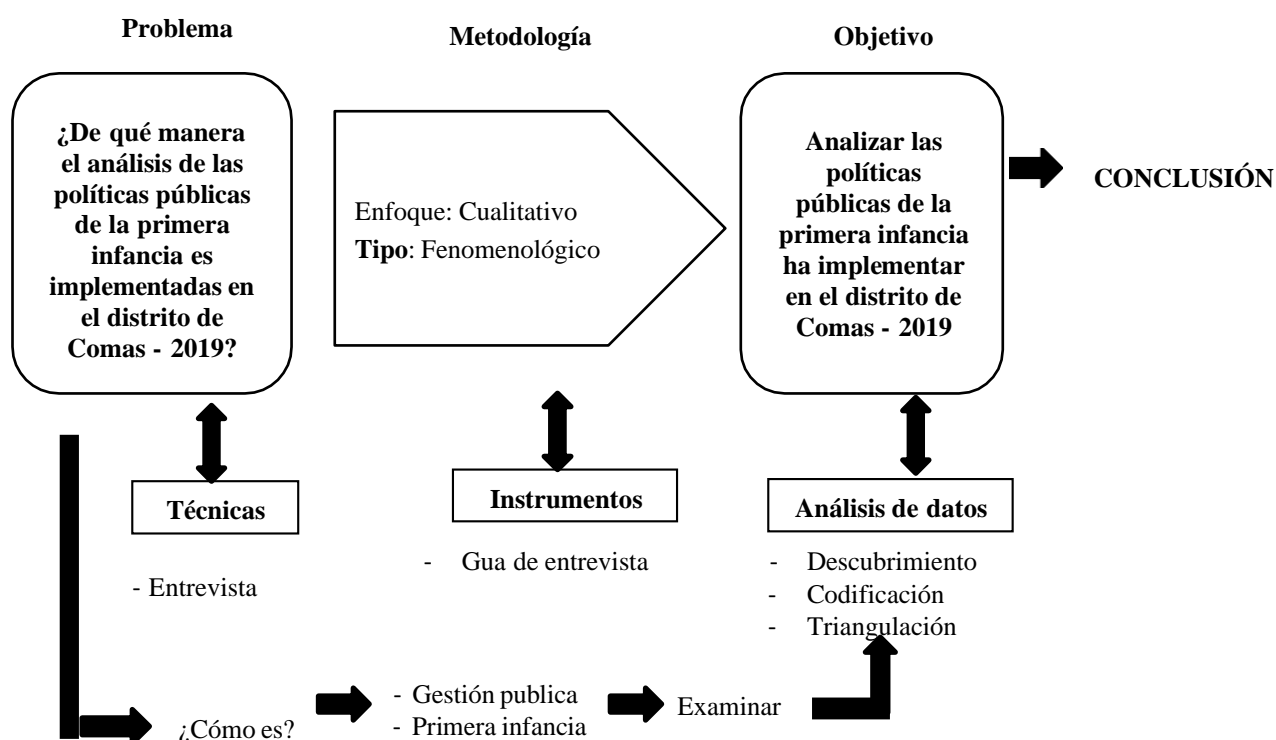 Problema
Metodología
Objetivo
¿De qué manera
el análisis de las
políticas públicas
de la primera
infancia es
implementadas en
el distrito de
Comas - 2019?
Enfoque: Cualitativo
Tipo: Fenomenológico
Analizar las
políticas
públicas de la
primera infancia
ha implementar
en el distrito de
Comas - 2019
CONCLUSIÓN
Técnicas
- Entrevista
Instrumentos
- Gua de entrevista
Análisis de datos
- Descubrimiento
- Codificación
- Triangulación
¿Cómo es?
- Gestión publica
- Primera infancia
Examinar